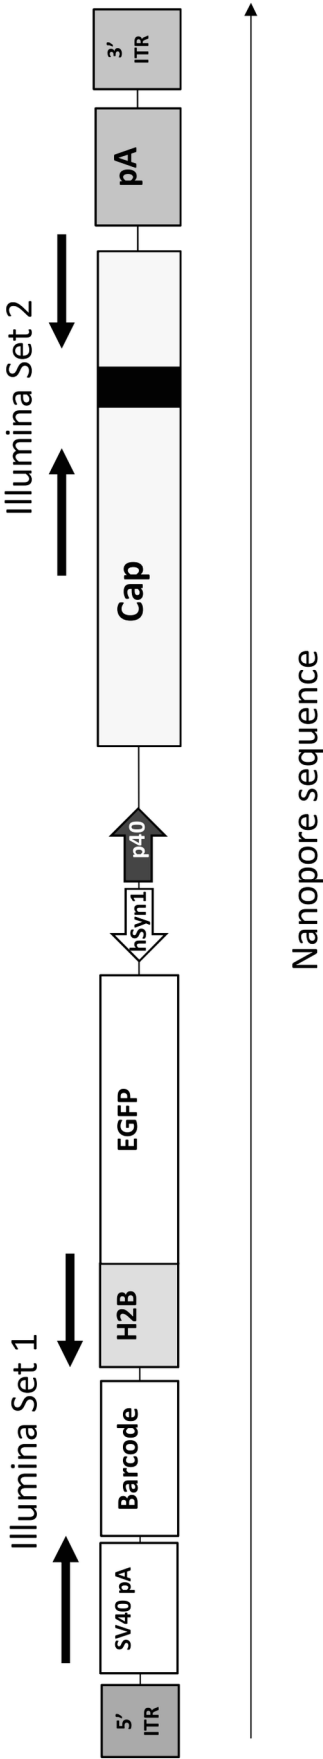 Illumina Set 1
Illumina Set 2
5’
ITR
SV40 pA
Barcode
H2B
EGFP
hSyn1
p40
Cap
pA
3’
ITR
Nanopore sequence